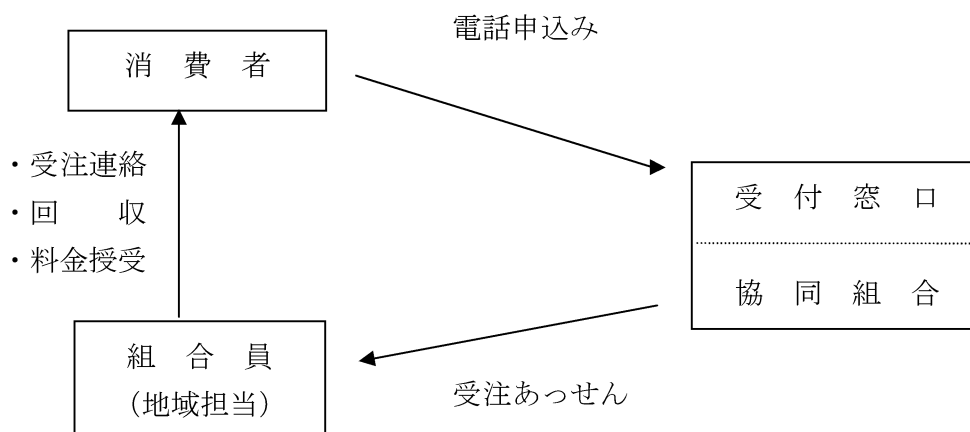 電話申込み
消　費　者
・受注連絡
・回　　収
・料金授受
受　付　窓　口
協　同　組　合
組　合　員
（地域担当）
受注あっせん